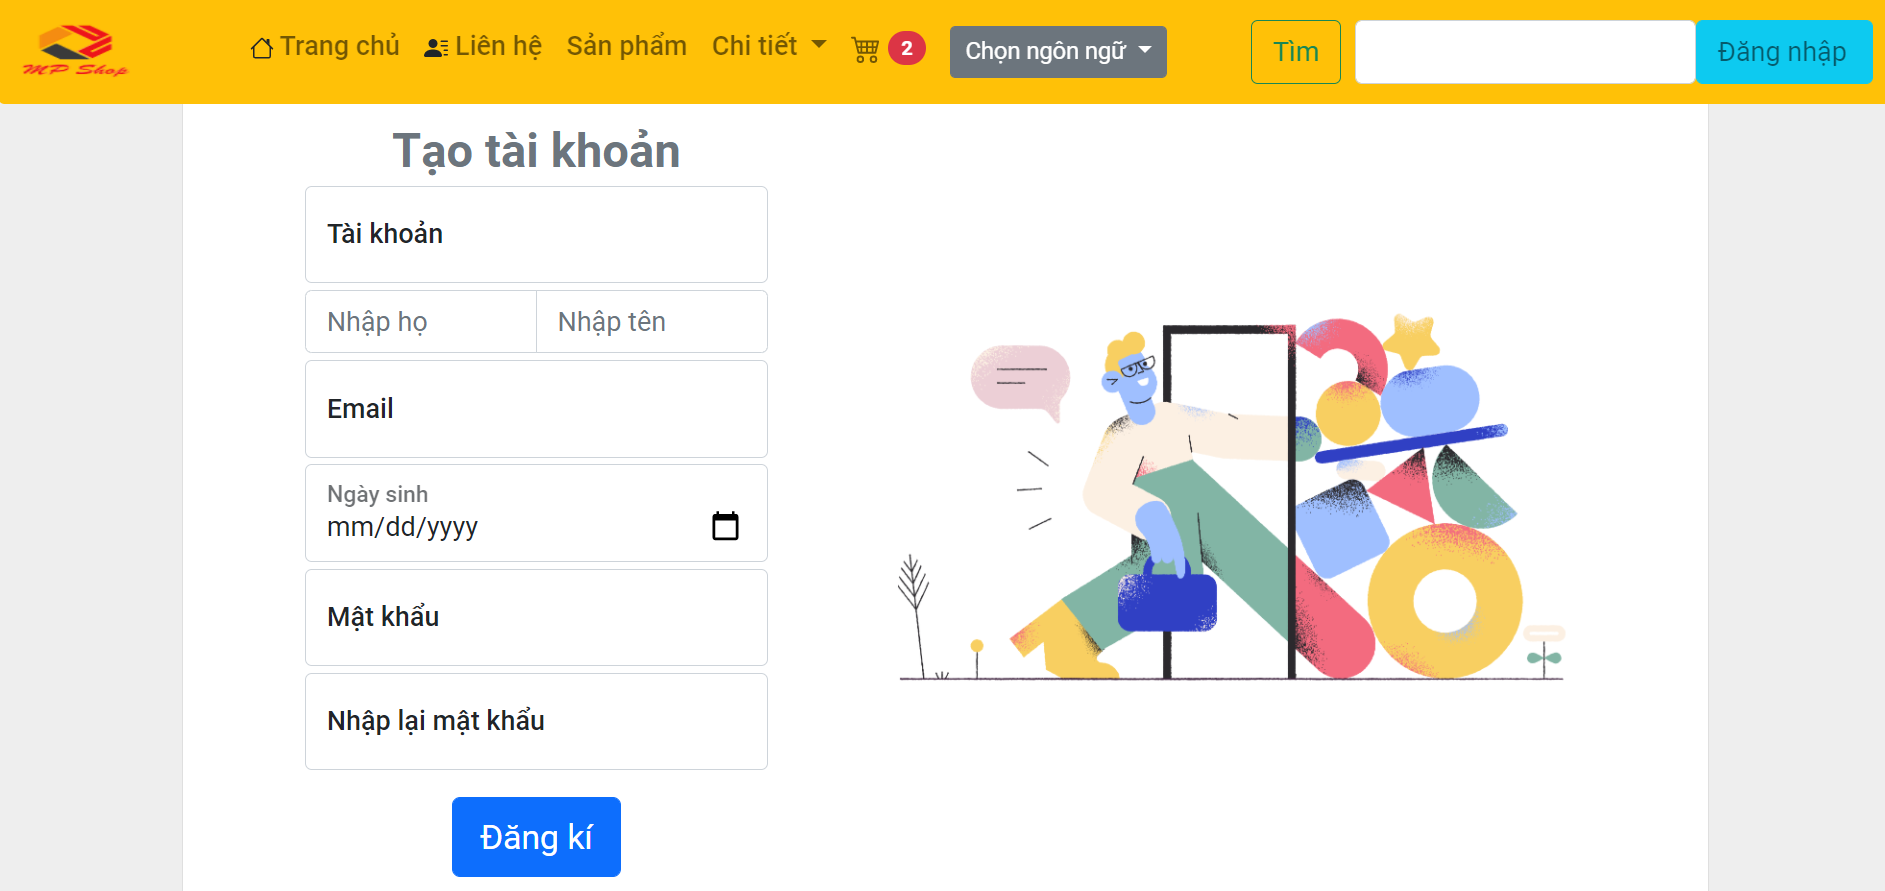 MP Shop
Trang chủ Liên hệ Sản phẩm Chi tiết 2 Chọn ngôn ngữ Tìm Đăng nhập
Tạo tài khoản
Tài khoản
Nhập họ Nhập tên
Email
Ngày sinh
mm/dd/yyyy
Mật khẩu
Nhập lại mật khẩu
Đăng kí